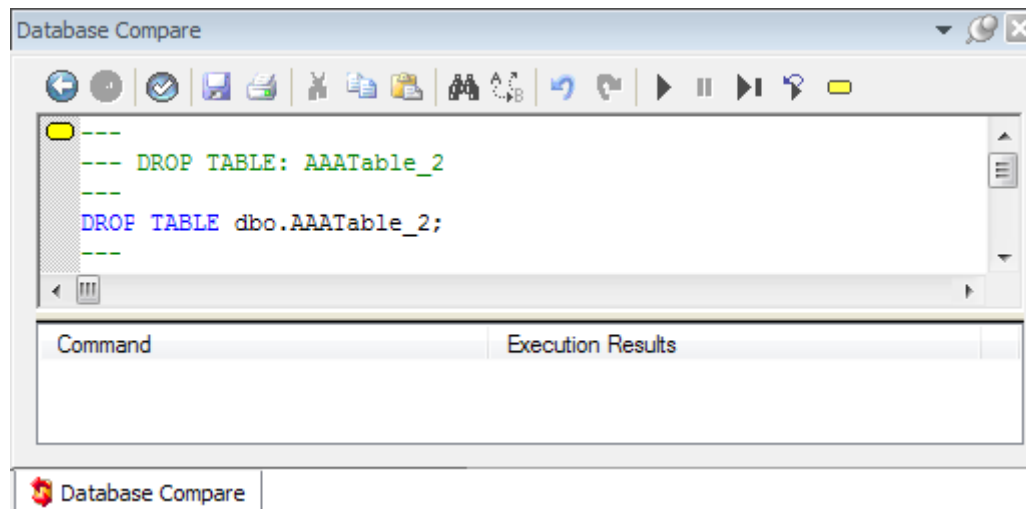 Database Compare
---
--- DROP TABLE: AAATable_2
---
DROP TABLE dbo.AAATable_2;
---
Command Execution Results
Database Compare